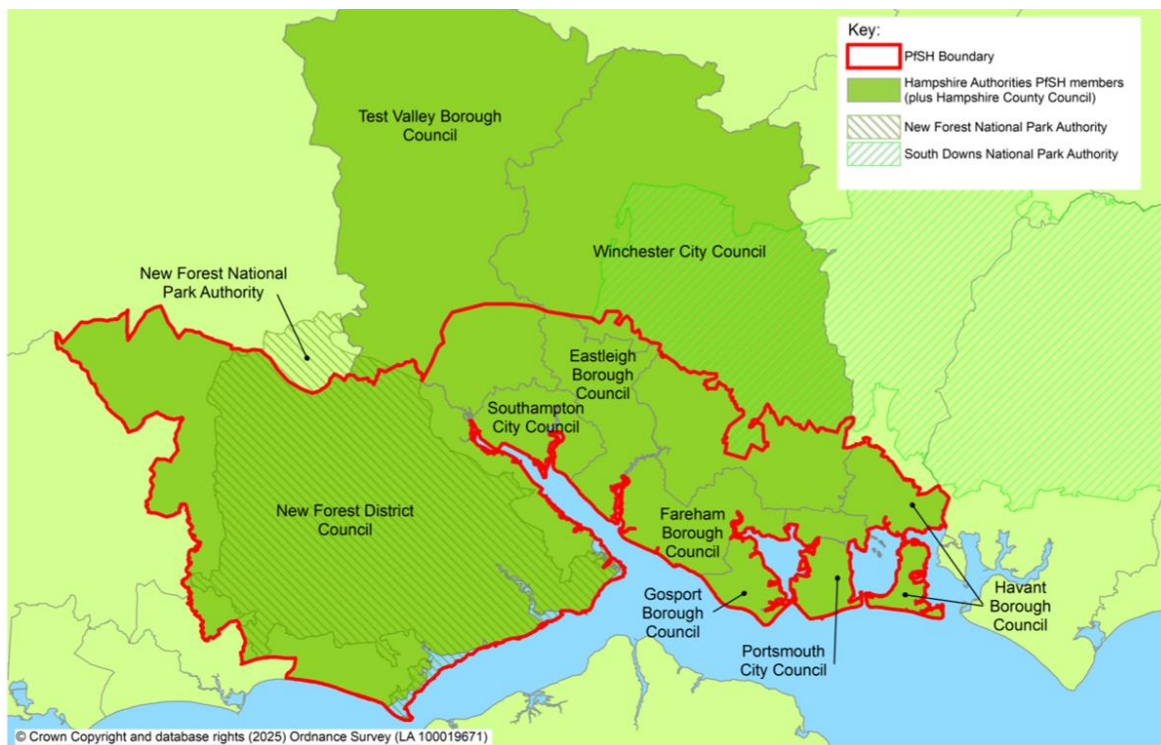 Key:
PfSH Boundary
Hampshire Authorities PfSH members
(plus Hampshire County Council)
New Forest National Park Authority
South Downs National Park Authority
Test Valley Borough
Council
Winchester City Council
New Forest National
Park Authority
Eastleigh
Borough
Council
Southampton
City Council
New Forest District
Council
Fareham
Borough
Council
Gosport
Borough
Council
Havant
Borough
Council
Portsmouth
City Council
© Crown Copyright and database rights (2025) Ordnance Survey (LA 100019671)